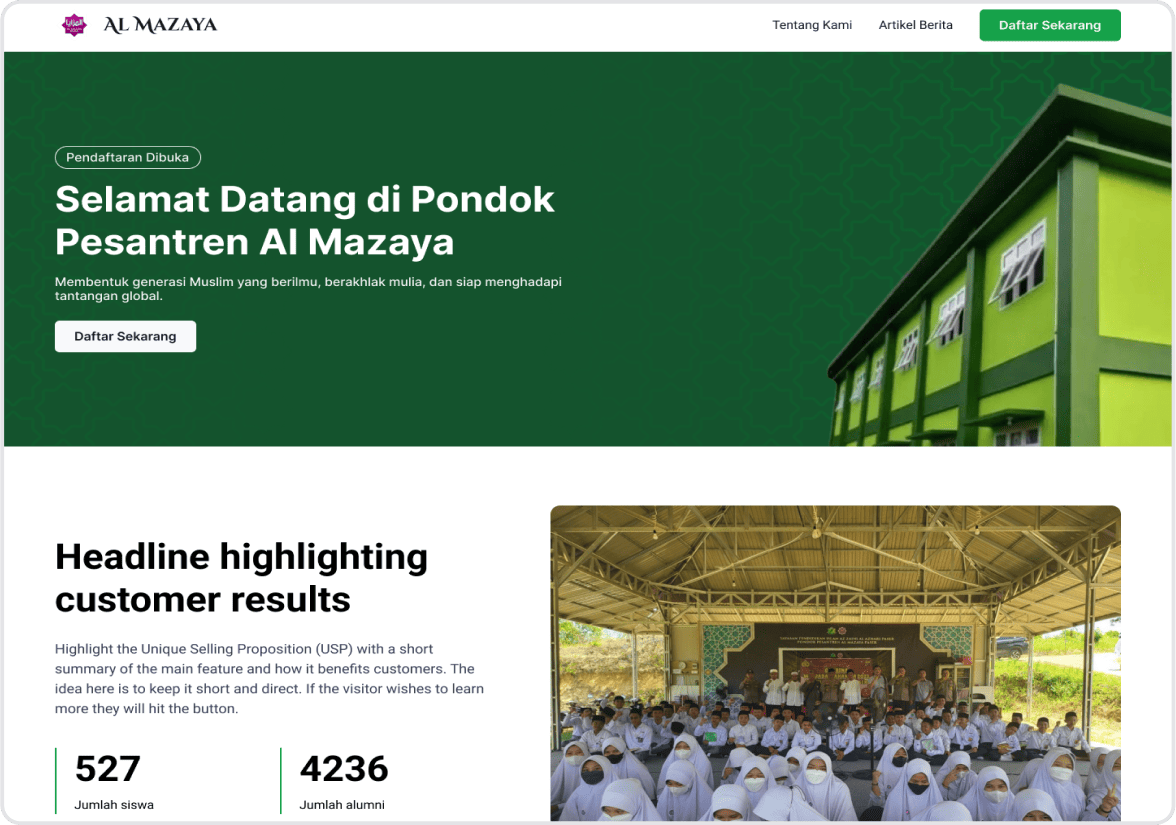 AL MAZAYA
Tentang Kami
Artikel Berita
Daftar Sekarang
Pendaftaran Dibuka
Selamat Datang di Pondok
Pesantren Al Mazaya
Membentuk generasi Muslim yang berilmu, berakhlak mulia, dan siap menghadapi
tantangan global.
Daftar Sekarang
Headline highlighting
customer results
Highlight the Unique Selling Proposition (USP) with a short
summary of the main feature and how it benefits customers. The
idea here is to keep it short and direct. If the visitor wishes to learn
more they will hit the button.
527
Jumlah siswa
4236
Jumlah alumni